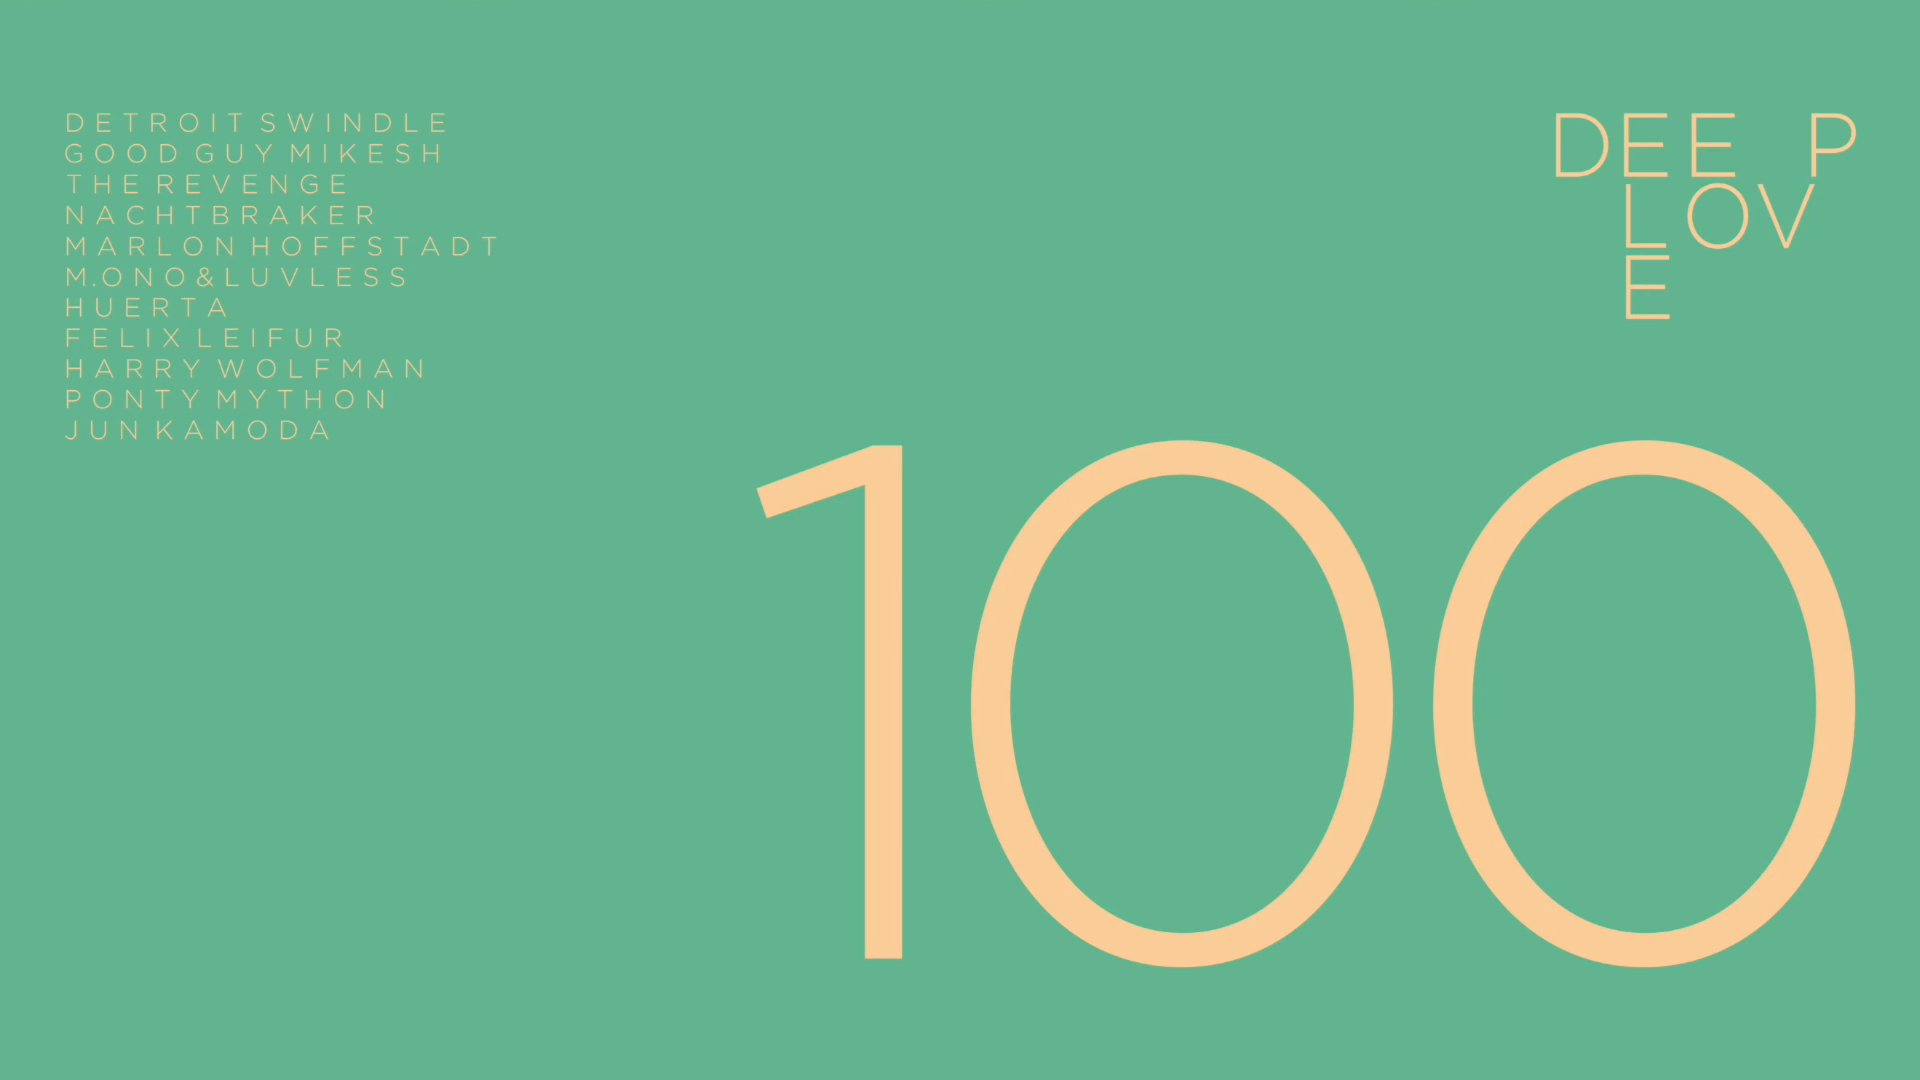 DETROIT SWINDLE
GOOD GUY MIKESH
THE REVENGE
NACHTBRAKER
MARLON HOFFSTADT
M.ONO & LUVLESS
HUERTA
FELIX LEIFUR
HARRY WOLFMAN
PONTY MYTHON
JUN KAMODA
DEE P
LOV
E
100